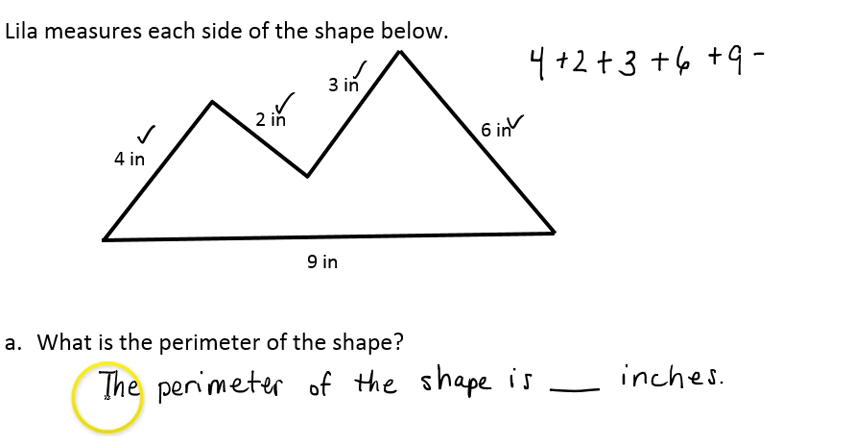 Lila measures each side of the shape below.
4 + 2 + 3 + 6 + 9 -
3 in
2 in
6 in
4 in
9 in
a. What is the perimeter of the shape?
The perimeter of the shape is __ inches.